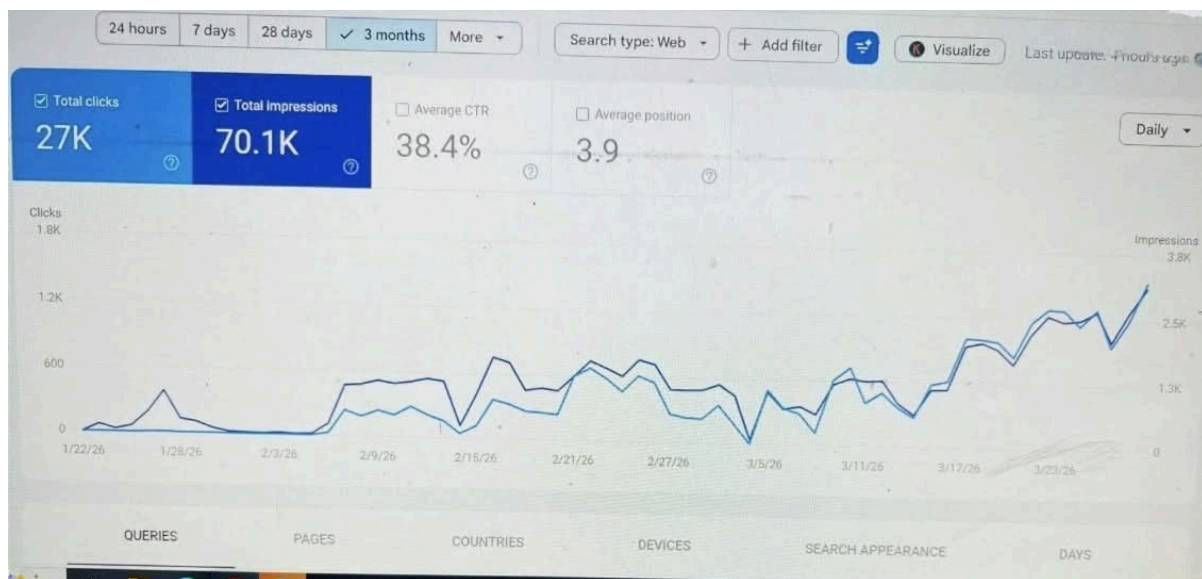 24 hours 7 days 28 days 3 months More Search type: Web + Add filter Visualize Last update:
Total clicks
27K
Total impressions
70.1K
Average CTR
38.4%
Average position
3.9
Daily
Clicks
1.8K
1.2K
600
0
Impressions
3.8K
2.5K
1.3K
0
1/22/26 1/28/26 2/3/26 2/9/26 2/15/26 2/21/26 2/27/26 3/5/26 3/11/26 3/17/26 3/23/26
QUERIES PAGES COUNTRIES DEVICES SEARCH APPEARANCE DAYS